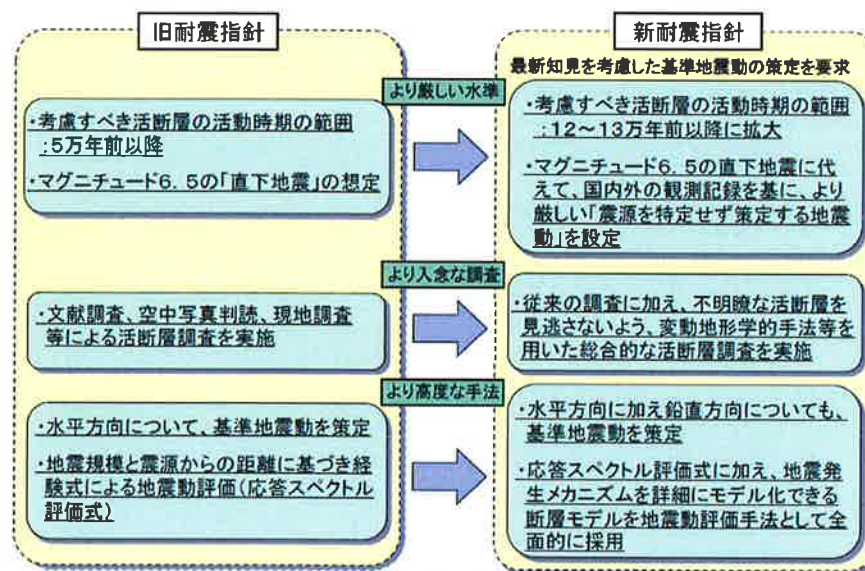 旧耐震指針
新耐震指針
最新知見を考慮した基準地震動の策定を要求
より厳しい水準
・考慮すべき活断層の活動時期の範囲
:5万年前以降
・マグニチュード6.5の「直下地震」の想定
・考慮すべき活断層の活動時期の範囲
:12~13万年前以降に拡大
・マグニチュード6.5の直下地震に代
えて、国内外の観測記録を基に、より
厳しい「震源を特定せず策定する地震
動」を設定
より入念な調査
・文献調査、空中写真判読、現地調査
等による活断層調査を実施
・従来の調査に加え、不明瞭な活断層を
見逃さないよう、変動地形学的手法等を
用いた総合的な活断層調査を実施
より高度な手法
・水平方向について、基準地震動を策定
・地震規模と震源からの距離に基づき経
験式による地震動評価(応答スペクトル
評価式)
・水平方向に加え鉛直方向についても、
基準地震動を策定
・応答スペクトル評価式に加え、地震発
生メカニズムを詳細にモデル化できる
断層モデルを地震動評価手法として全
面的に採用